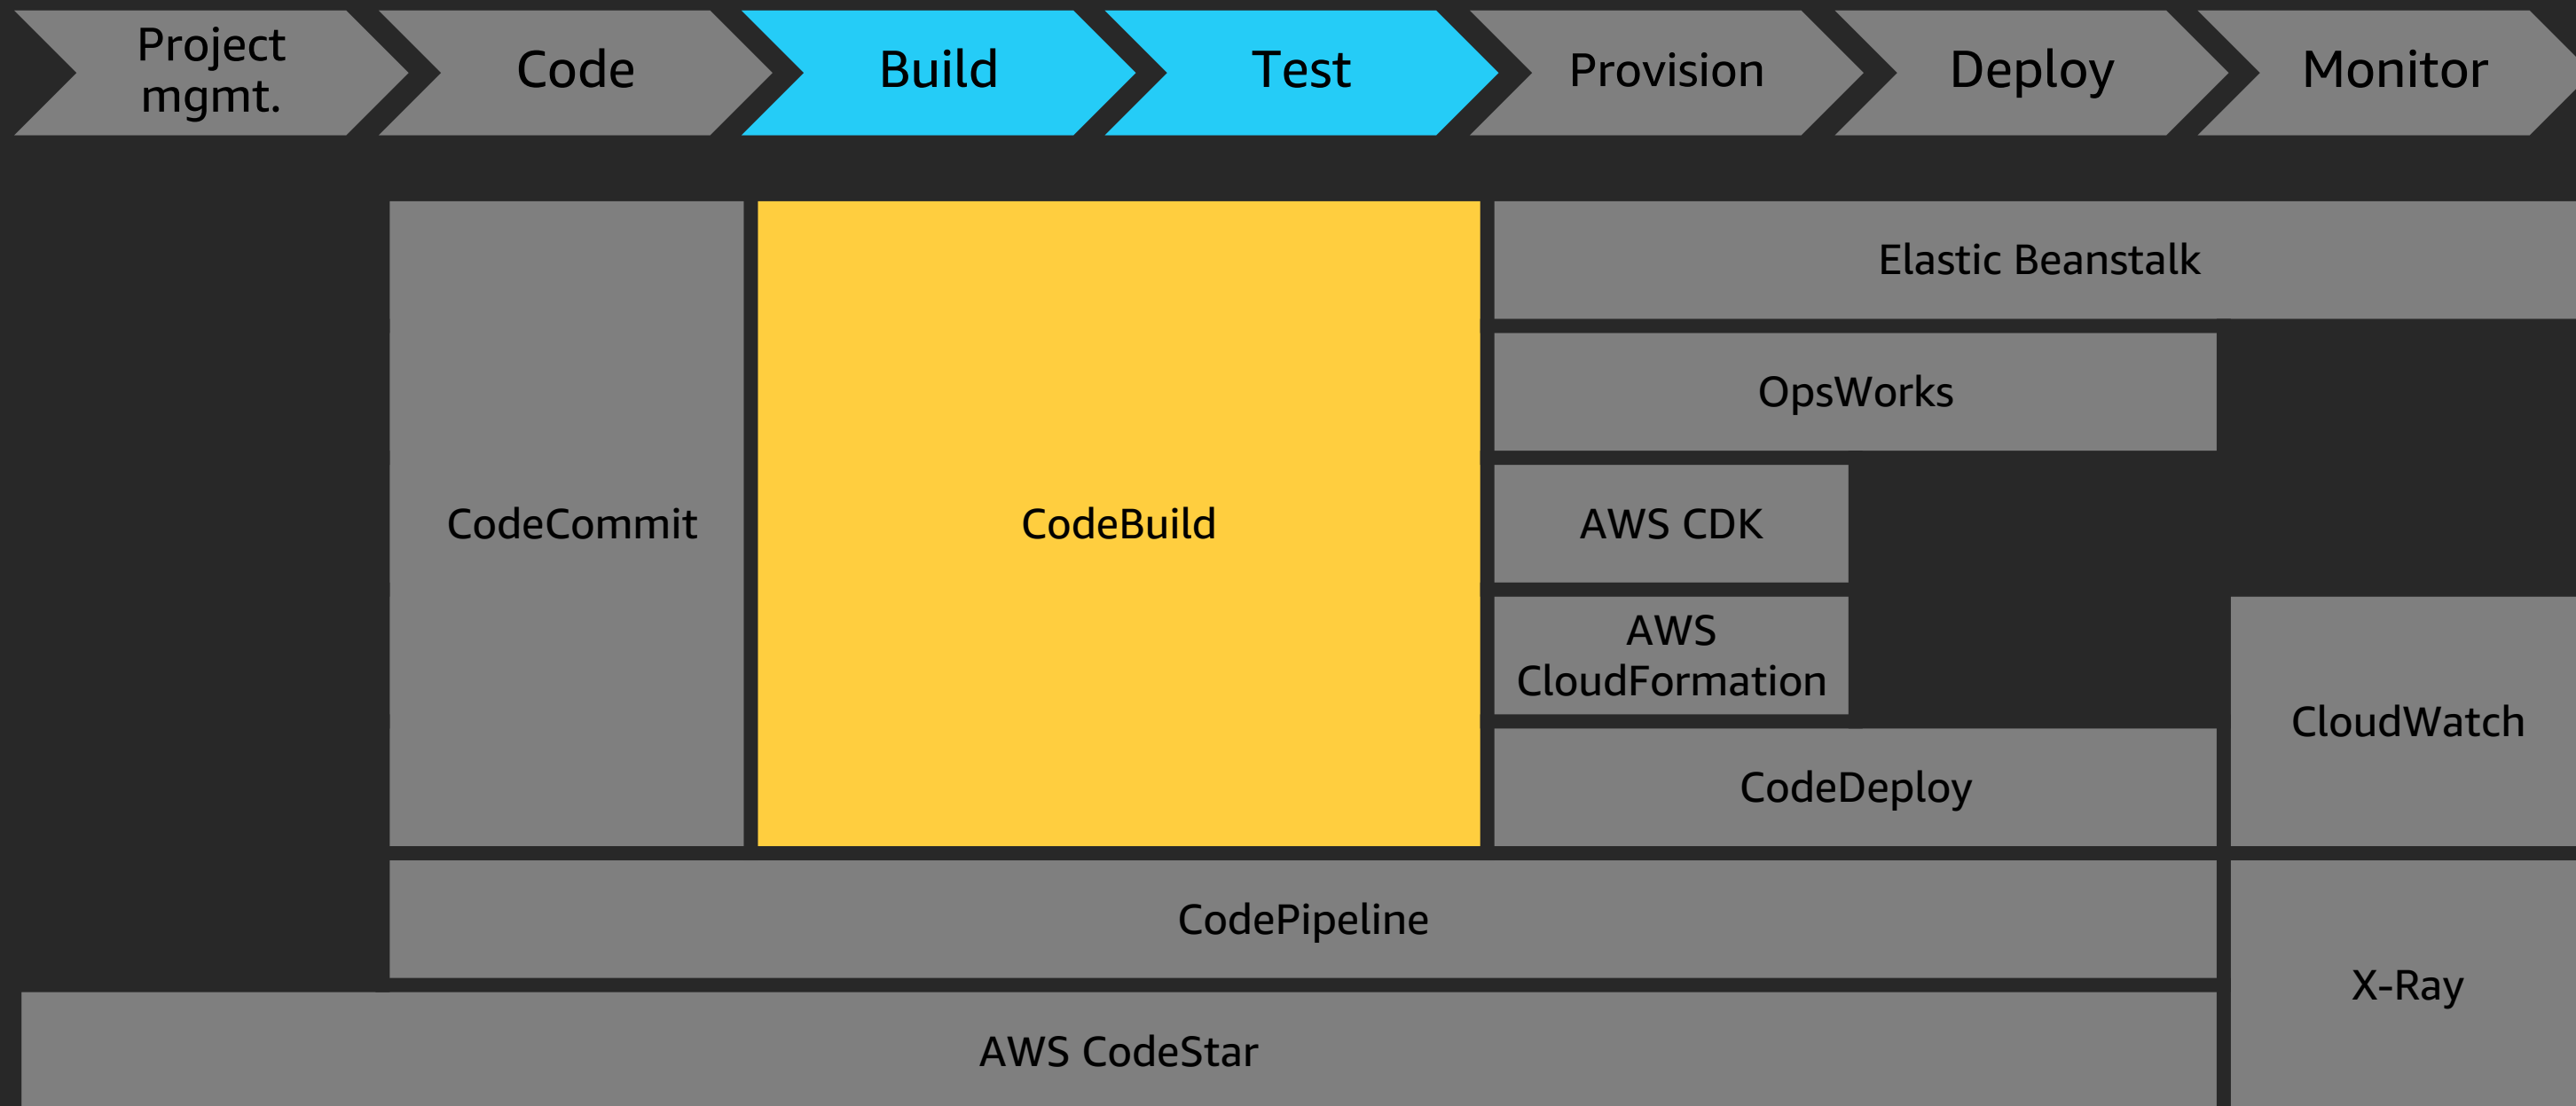 Project
mgmt.
Code
Build
Test
Provision
Deploy
Monitor
Elastic Beanstalk
OpsWorks
CodeCommit
CodeBuild
AWS CDK
AWS
CloudFormation
CloudWatch
CodeDeploy
CodePipeline
X-Ray
AWS CodeStar